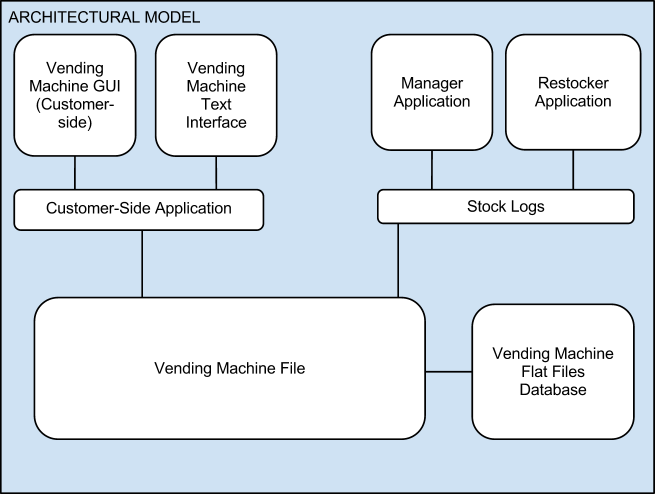 ARCHITECTURAL MODEL
Vending
Machine GUI
(Customer-
side)
Vending
Machine
Text
Interface
Manager
Application
Restocker
Application
Customer-Side Application
Stock Logs
Vending Machine File
Vending Machine
Flat Files
Database